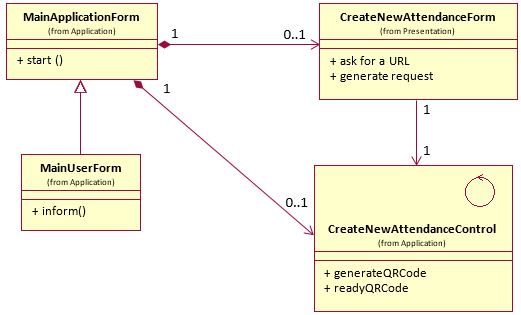 MainApplicationForm
(from Application)
+ start ()
1
0..1
CreateNewAttendanceForm
(from Presentation)
+ ask for a URL
+ generate request
1
1
1
0..1
MainUserForm
(from Application)
+ inform()
CreateNewAttendanceControl
(from Application)
+ generateQRCode
+ readyQRCode